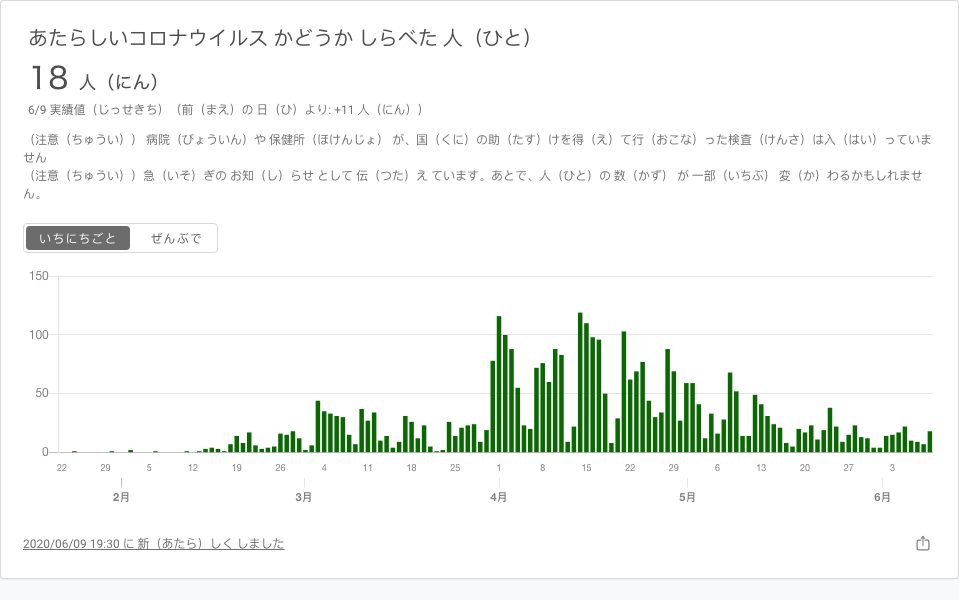 あたらしいコロナウイルス かどうか しらべた 人（ひと）
18 人（にん）
6/9 実績値（じっせきち）（前（まえ）の 日（ひ）より: +11 人（にん））
（注意（ちゅうい）） 病院（びょういん）や 保健所（ほけんじょ） が、国（くに）の助（たす）けを得（え）て行（おこな）った検査（けんさ）は入（はい）っていま
せん
（注意（ちゅうい））急（いそ）ぎの お知（し）らせ として 伝（つた）え ています。あとで、人（ひと）の 数（かず） が 一部（いちぶ） 変（か）わるかもしれませ
ん。
いちにちごと ぜんぶで
150
100
50
0
22 29 5 12 19 26 4 11 18 25 1 8 15 22 29 6 13 20 27 3
2月 3月 4月 5月 6月
2020/06/09 19:30 に 新（あたら）しく しました